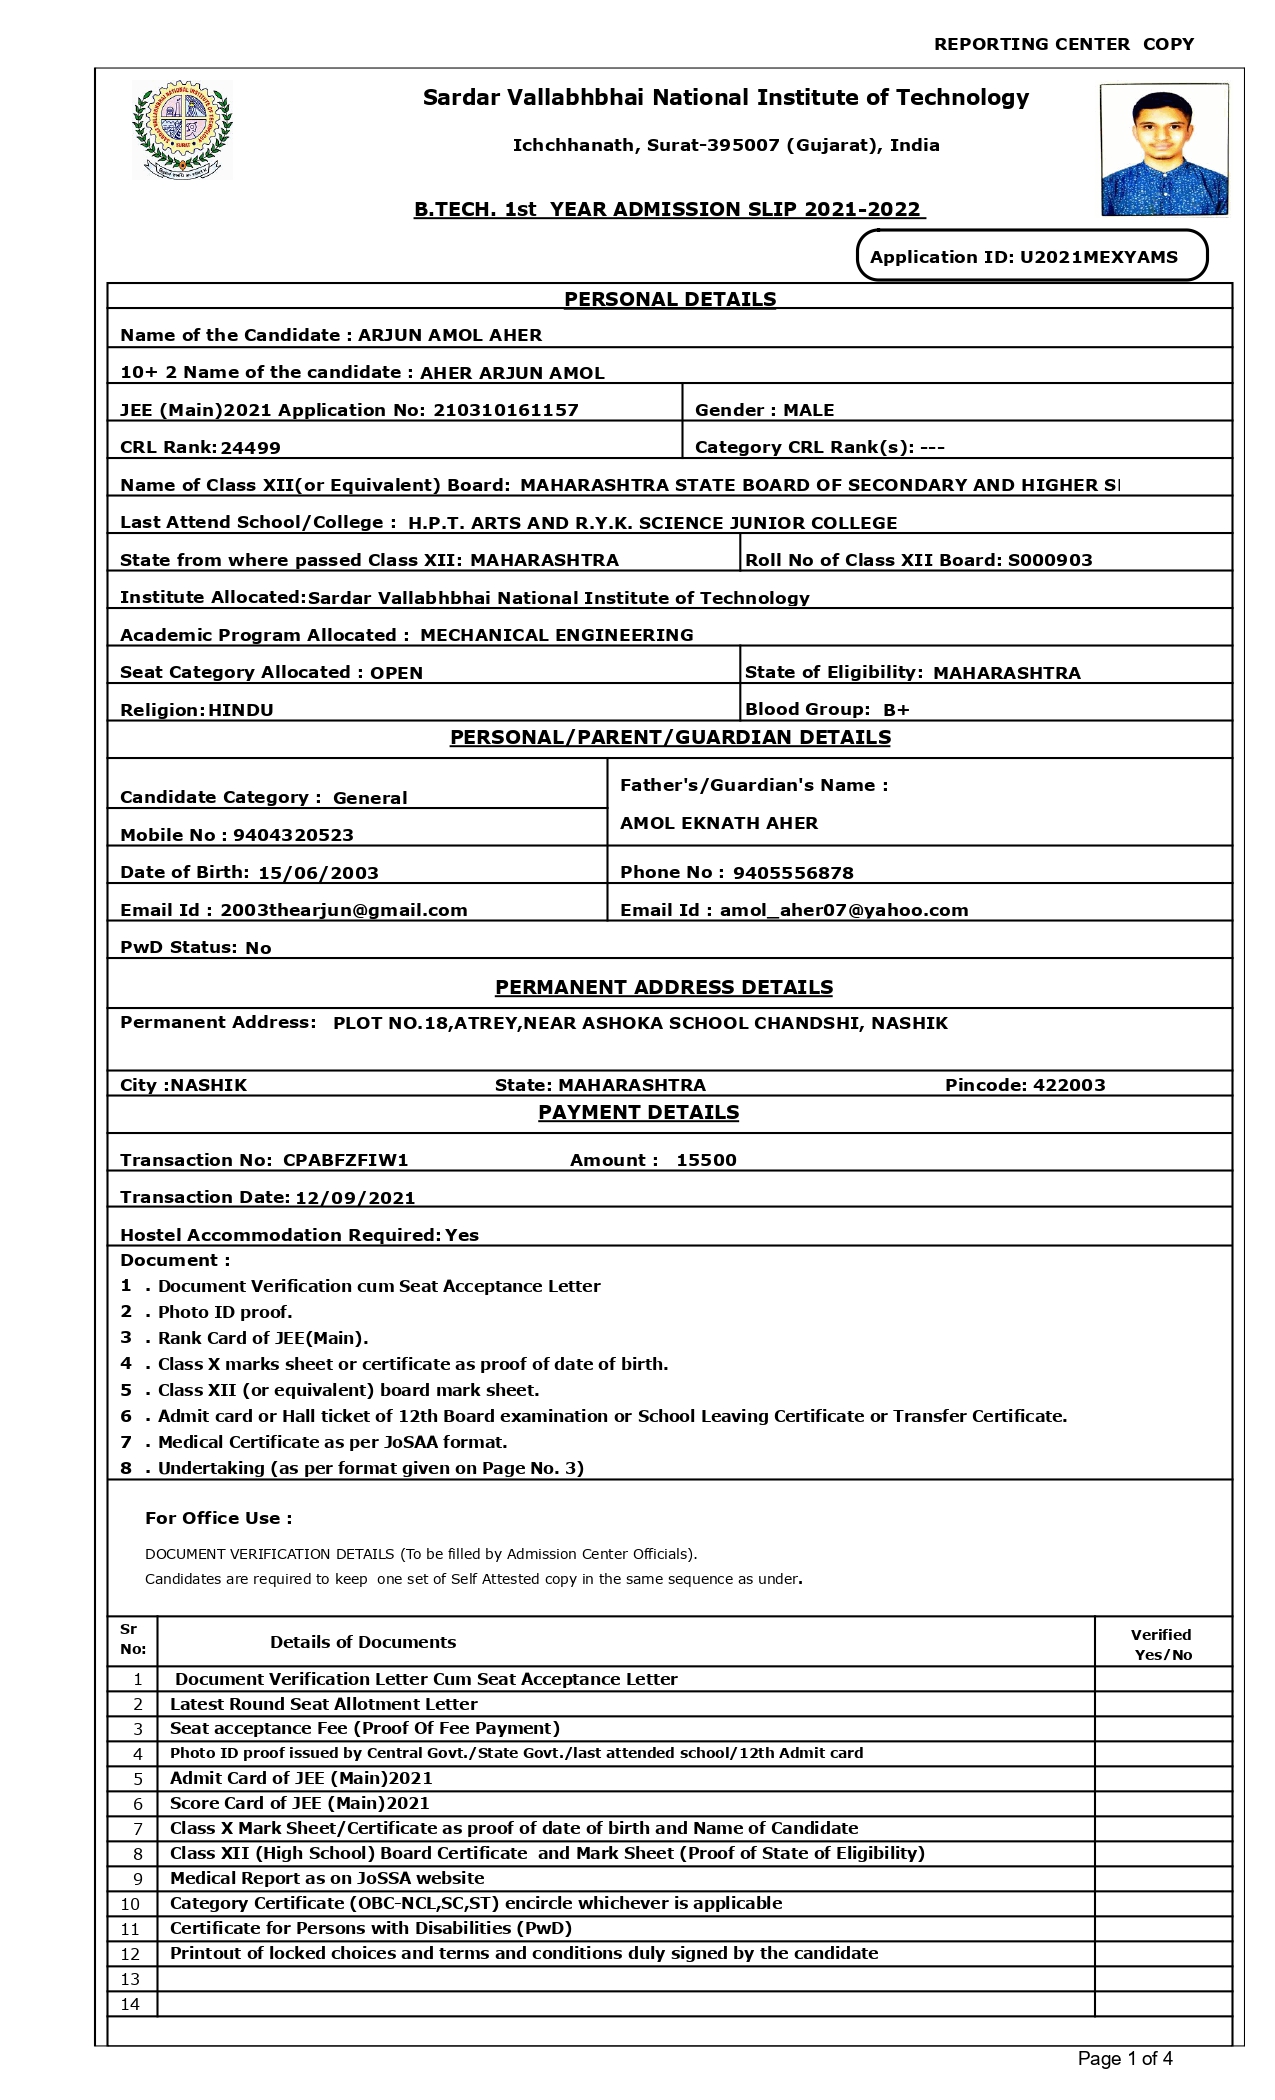 REPORTING CENTER COPY
Sardar Vallabhbhai National Institute of Technology
Ichchhanath, Surat-395007 (Gujarat), India
B.TECH. 1st YEAR ADMISSION SLIP 2021-2022
Application ID: U2021MEXYAMS
PERSONAL DETAILS
Name of the Candidate : ARJUN AMOL AHER
10+ 2 Name of the candidate : AHER ARJUN AMOL
JEE (Main)2021 Application No: 210310161157 Gender : MALE
CRL Rank: 24499 Category CRL Rank(s): ---
Name of Class XII(or Equivalent) Board: MAHARASHTRA STATE BOARD OF SECONDARY AND HIGHER
Last Attend School/College : H.P.T. ARTS AND R.Y.K. SCIENCE JUNIOR COLLEGE
State from where passed Class XII: MAHARASHTRA Roll No of Class XII Board: S000903
Institute Allocated: Sardar Vallabhbhai National Institute of Technology
Academic Program Allocated : MECHANICAL ENGINEERING
Seat Category Allocated : OPEN State of Eligibility: MAHARASHTRA
Religion: HINDU Blood Group: B+
PERSONAL/PARENT/GUARDIAN DETAILS
Candidate Category : General Father's/Guardian's Name :
AMOL EKNATH AHER
Mobile No : 9404320523
Date of Birth: 15/06/2003 Phone No : 9405556878
Email Id : 2003thearjun@gmail.com Email Id : amol_aher07@yahoo.com
PwD Status: No
PERMANENT ADDRESS DETAILS
Permanent Address: PLOT NO.18,ATREY,NEAR ASHOKA SCHOOL CHANDSHI, NASHIK
City :NASHIK State: MAHARASHTRA Pincode: 422003
PAYMENT DETAILS
Transaction No: CPABFZFIW1 Amount : 15500
Transaction Date: 12/09/2021
Hostel Accommodation Required: Yes
Document :
1 . Document Verification cum Seat Acceptance Letter
2 . Photo ID proof.
3 . Rank Card of JEE(Main).
4 . Class X marks sheet or certificate as proof of date of birth.
5 . Class XII (or equivalent) board mark sheet.
6 . Admit card or Hall ticket of 12th Board examination or School Leaving Certificate or Transfer Certificate.
7 . Medical Certificate as per JoSAA format.
8 . Undertaking (as per format given on Page No. 3)
For Office Use :
DOCUMENT VERIFICATION DETAILS (To be filled by Admission Center Officials).
Candidates are required to keep one set of Self Attested copy in the same sequence as under.
Sr No: Details of Documents Verified Yes/No
1 Document Verification Letter Cum Seat Acceptance Letter
2 Latest Round Seat Allotment Letter
3 Seat acceptance Fee (Proof Of Fee Payment)
4 Photo ID proof issued by Central Govt./State Govt./last attended school/12th Admit card
5 Admit Card of JEE (Main)2021
6 Score Card of JEE (Main)2021
7 Class X Mark Sheet/Certificate as proof of date of birth and Name of Candidate
8 Class XII (High School) Board Certificate and Mark Sheet (Proof of State of Eligibility)
9 Medical Report as on JoSSA website
10 Category Certificate (OBC-NCL,SC,ST) encircle whichever is applicable
11 Certificate for Persons with Disabilities (PwD)
12 Printout of locked choices and terms and conditions duly signed by the candidate
13
14
Page 1 of 4